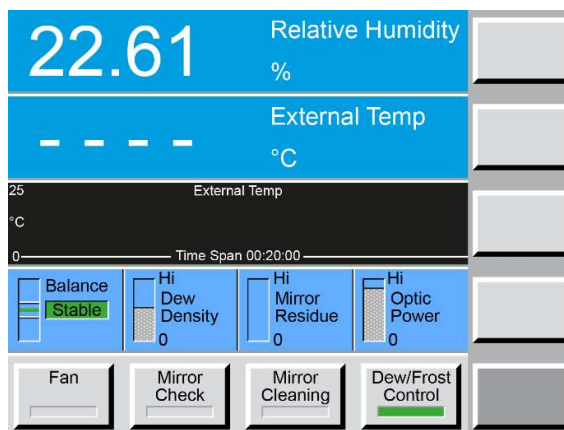 22.61
Relative Humidity
%
- - - -
External Temp
°C
25
External Temp
°C
0
Time Span 00:20:00
Balance
Stable
Hi
Dew
Density
0
Hi
Mirror
Residue
0
Hi
Optic
Power
0
Fan
Mirror
Check
Mirror
Cleaning
Dew/Frost
Control